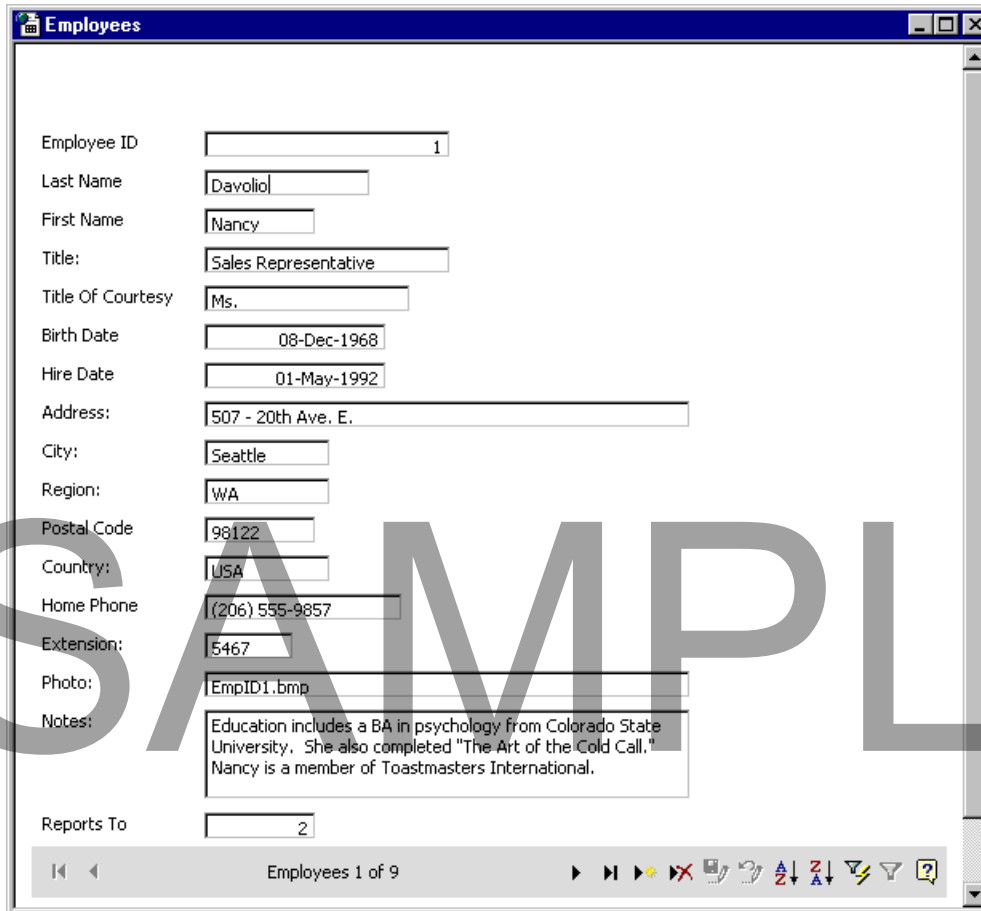 Employees
Employee ID 1
Last Name Davolio
First Name Nancy
Title: Sales Representative
Title Of Courtesy Ms.
Birth Date 08-Dec-1968
Hire Date 01-May-1992
Address: 507 - 20th Ave. E.
City: Seattle
Region: WA
Postal Code 98122
Country: USA
Home Phone (206) 555-9857
Extension: 5467
Photo: EmpID1.bmp
Notes: Education includes a BA in psychology from Colorado State
University. She also completed "The Art of the Cold Call."
Nancy is a member of Toastmasters International.
Reports To 2
Employees 1 of 9
SAMPL